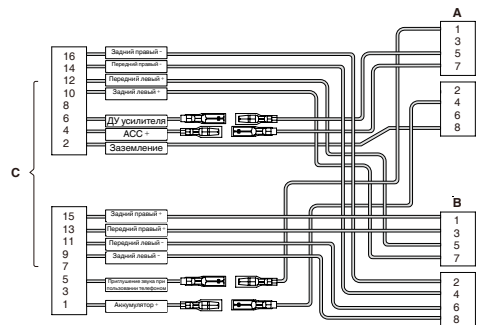 A
1
3
5
7
2
4
6
8
16 Задний правый -
14 Передний правый -
12 Передний левый +
10 Задний левый +
8
6 ДУ усилителя
4 ACC +
2 Заземление
C
B
1
3
5
7
2
4
6
8
15 Задний правый +
13 Передний правый +
11 Передний левый -
9 Задний левый -
7
5 Приглушение звука при
пользовании телефоном
3
1 Аккумулятор +